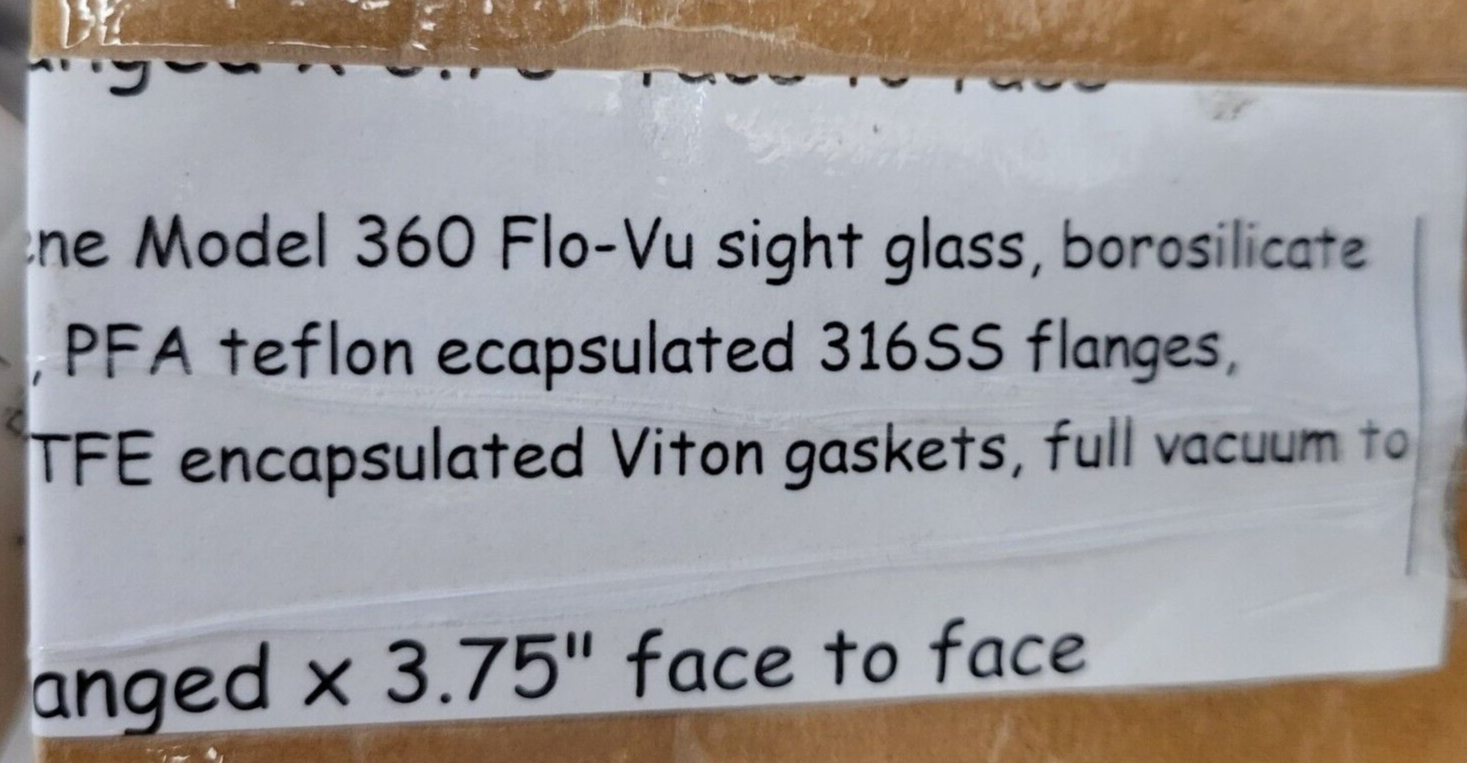 Model 360 Flo-Vu sight glass, borosilicate
, PFA teflon ecapsulated 316SS flanges,
TFE encapsulated Viton gaskets, full vacuum to
anged x 3.75" face to face